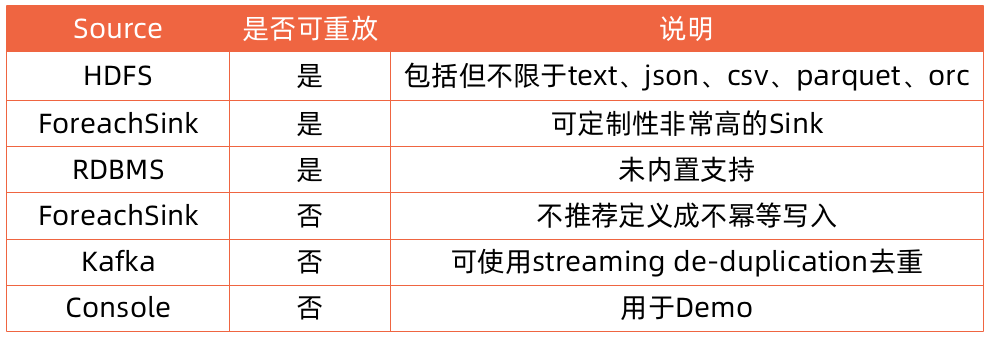 Source 是否可重放 说明
HDFS 是 包括但不限于text、json、csv、parquet、orc
ForeachSink 是 可定制性非常高的Sink
RDBMS 是 未内置支持
ForeachSink 否 不推荐定义成不幂等写入
Kafka 否 可使用streaming de-duplication去重
Console 否 用于Demo